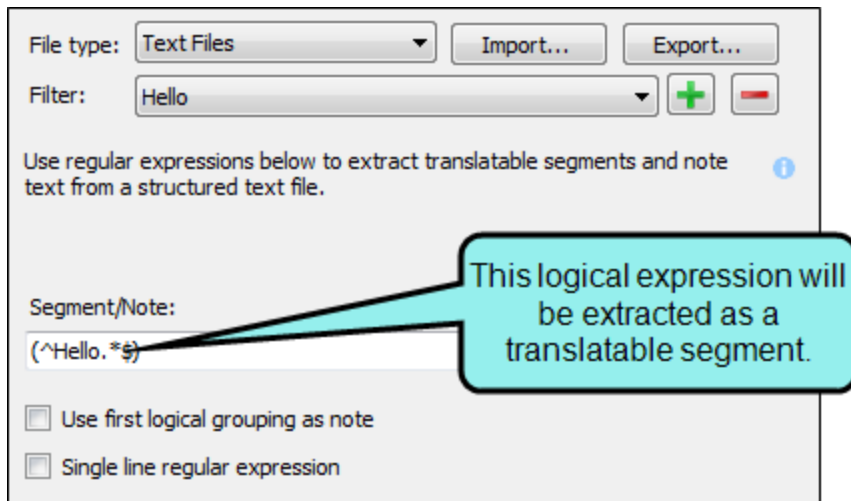 File type: Text Files Import... Export...
Filter: Hello
Use regular expressions below to extract translatable segments and note
text from a structured text file.
This logical expression will
be extracted as a
translatable segment.
Segment/Note:
(^Hello.*$)
Use first logical grouping as note
Single line regular expression